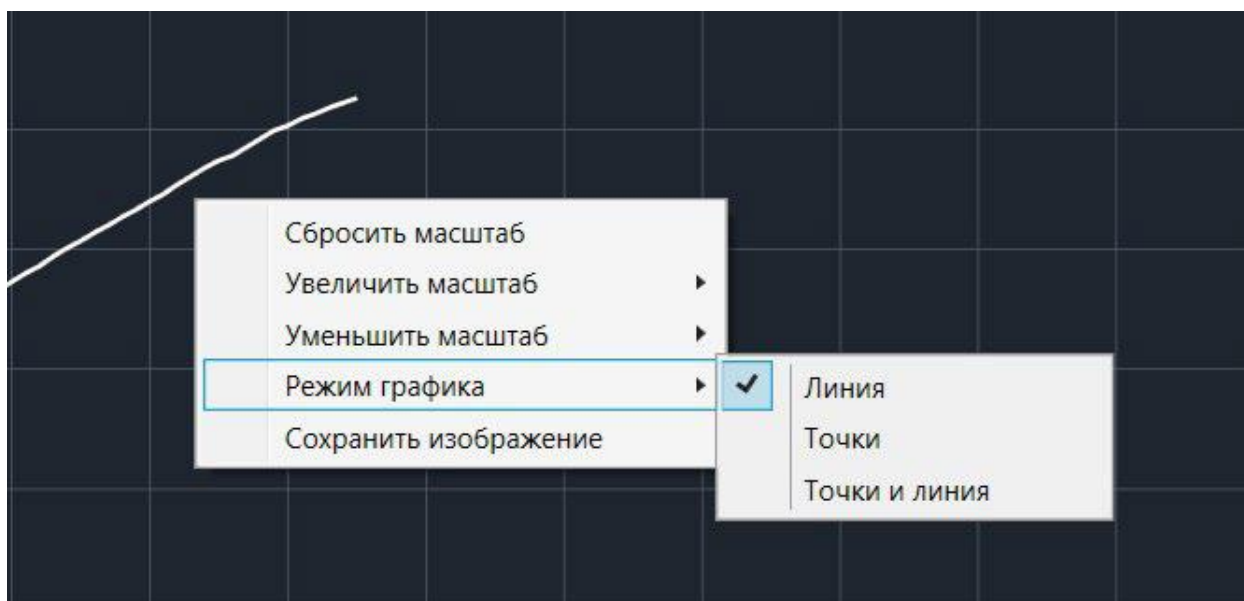 Сбросить масштаб
Увеличить масштаб
Уменьшить масштаб
Режим графика
Сохранить изображение
Линия
Точки
Точки и линия